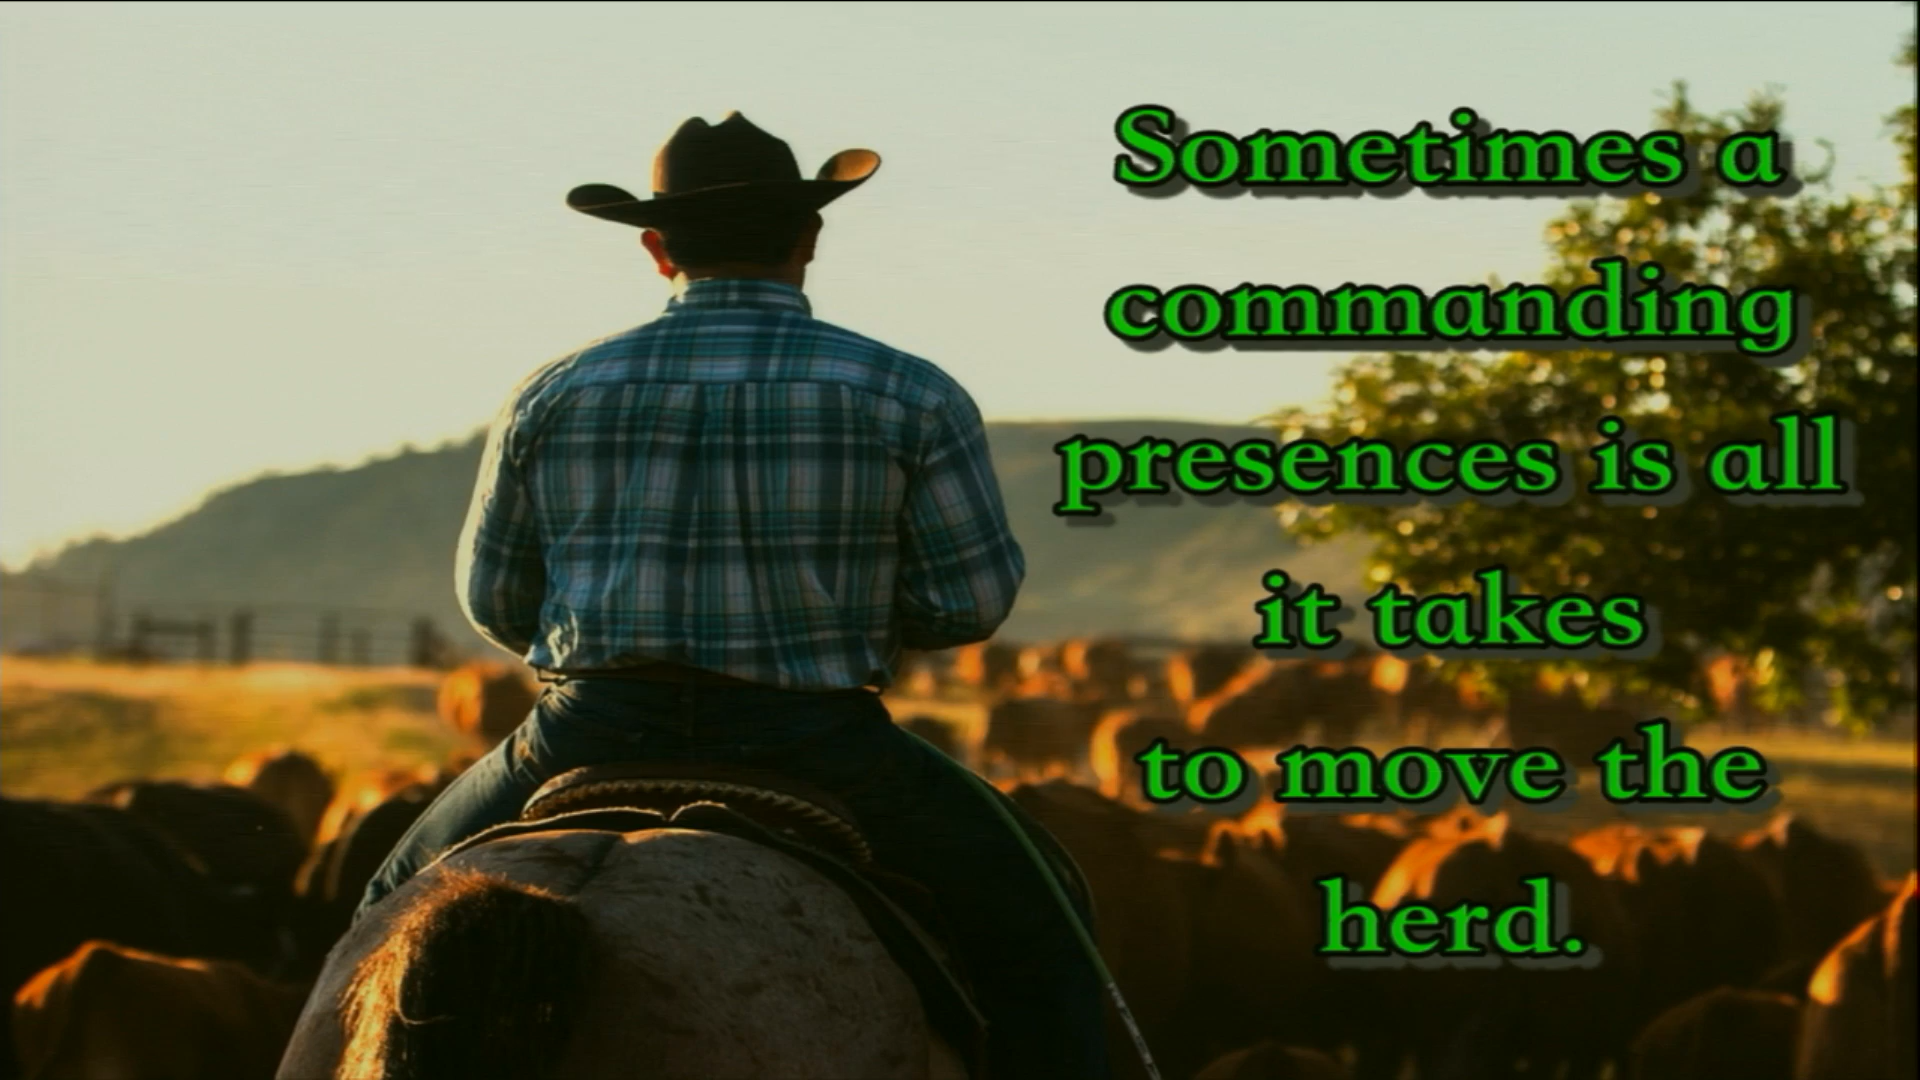 Sometimes a
commanding
presences is all
it takes
to move the
herd.